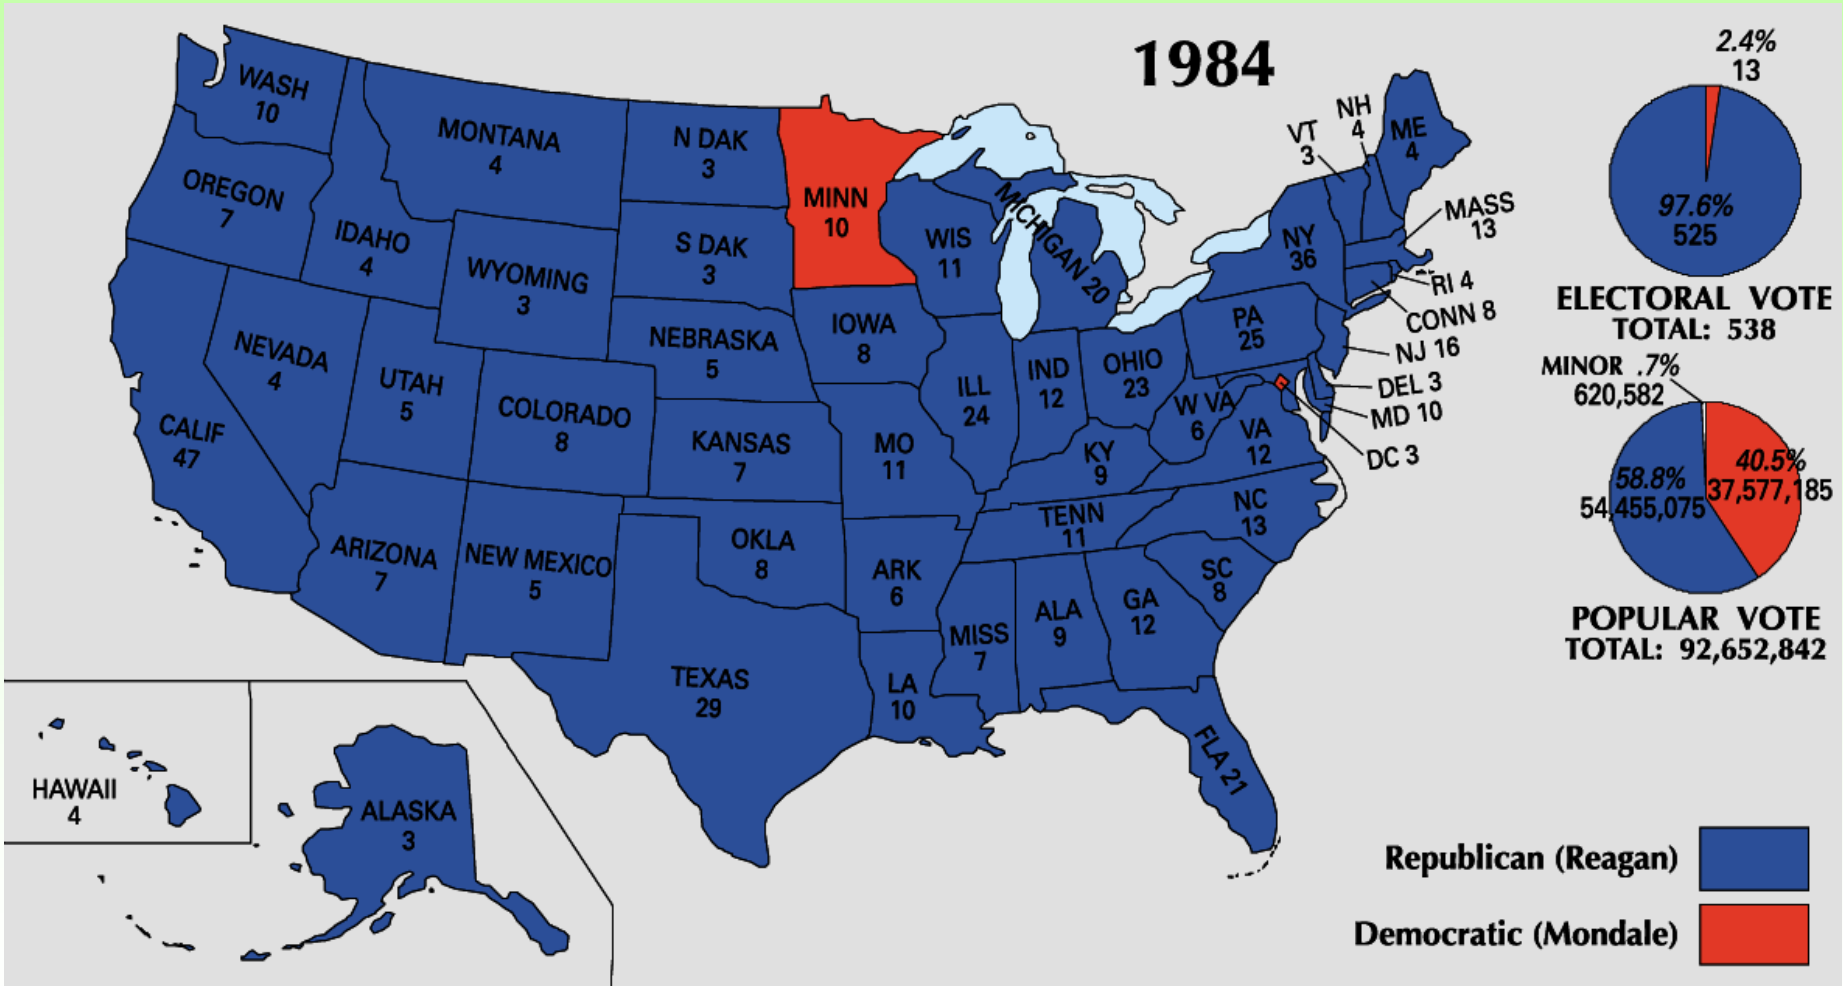 1984
WASH
10
OREGON
7
CALIF
47
NEVADA
4
IDAHO
4
MONTANA
4
WYOMING
3
UTAH
5
ARIZONA
7
COLORADO
8
NEW MEXICO
5
N DAK
3
S DAK
3
NEBRASKA
5
KANSAS
7
OKLA
8
TEXAS
29
MINN
10
IOWA
8
MO
11
ARK
6
LA
10
WIS
11
ILL
24
MICHIGAN 20
IND
12
OHIO
23
KY
9
TENN
11
MISS
7
ALA
9
GA
12
FLA 21
SC
8
NC
13
VA
12
W VA
6
PA
25
NY
36
VT
3
NH
4
ME
4
MASS
13
RI 4
CONN 8
NJ 16
DEL 3
MD 10
DC 3
HAWAII
4
ALASKA
3
2.4%
13
97.6%
525
ELECTORAL VOTE
TOTAL: 538
MINOR .7%
620,582
40.5%
37,577,185
58.8%
54,455,075
POPULAR VOTE
TOTAL: 92,652,842
Republican (Reagan)
Democratic (Mondale)